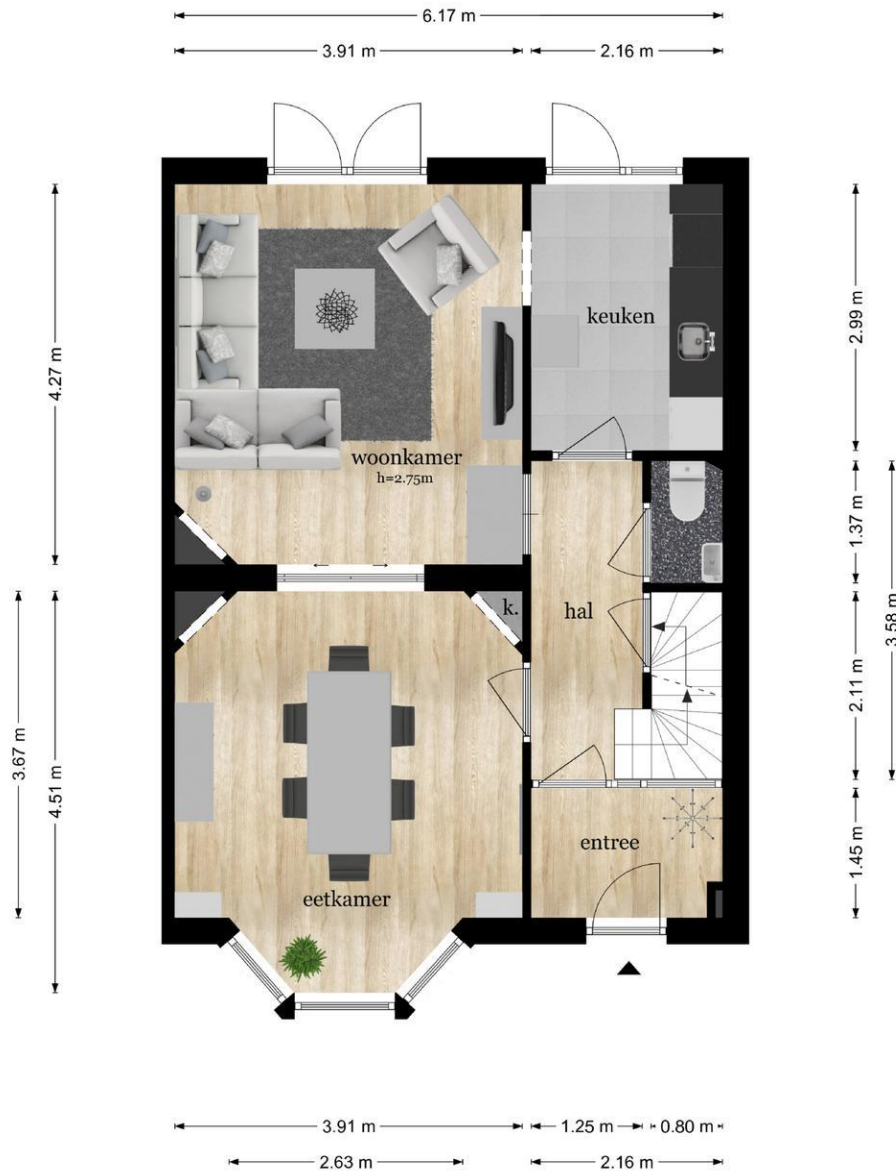 6.17 m
3.91 m
2.16 m
4.27 m
2.99 m
keuken
woonkamer
h=2.75m
1.37 m
3.58 m
k.
hal
2.11 m
3.67 m
4.51 m
entree
1.45 m
eetkamer
3.91 m
1.25 m
0.80 m
2.63 m
2.16 m